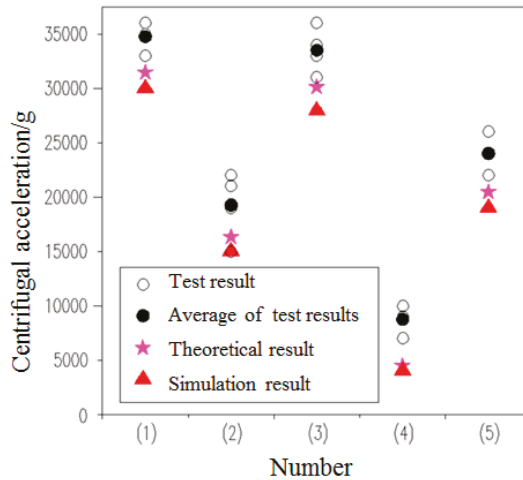 Centrifugal acceleration/g
35000
30000
25000
20000
15000
10000
5000
0
Test result
Average of test results
Theoretical result
Simulation result
(1) (2) (3) (4) (5)
Number